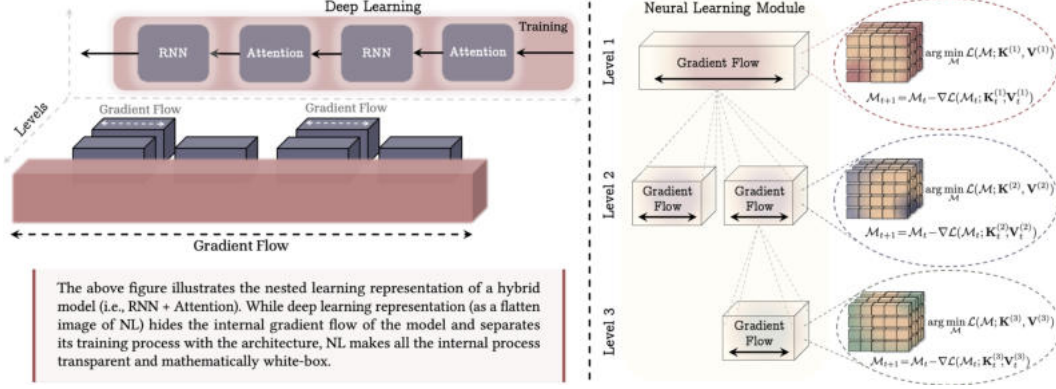 Deep Learning
Training
RNN
Attention
RNN
Attention
Levels
Gradient Flow
Gradient Flow
Gradient Flow
The above figure illustrates the nested learning representation of a hybrid
model (i.e., RNN + Attention). While deep learning representation (as a flatten
image of NL) hides the internal gradient flow of the model and separates
its training process with the architecture, NL makes all the internal process
transparent and mathematically white-box.
Neural Learning Module
Level 1
Gradient Flow
arg min_𝓜 ℒ(𝓜; K^(1), V^(1))
𝓜_{t+1} = 𝓜_t − ∇ℒ(𝓜_t; K_t^(1), V_t^(1))
Level 2
Gradient
Flow
Gradient
Flow
arg min_𝓜 ℒ(𝓜; K^(2), V^(2))
𝓜_{t+1} = 𝓜_t − ∇ℒ(𝓜_t; K_t^(2), V_t^(2))
Level 3
Gradient
Flow
arg min_𝓜 ℒ(𝓜; K^(3), V^(3))
𝓜_{t+1} = 𝓜_t − ∇ℒ(𝓜_t; K_t^(3), V_t^(3))